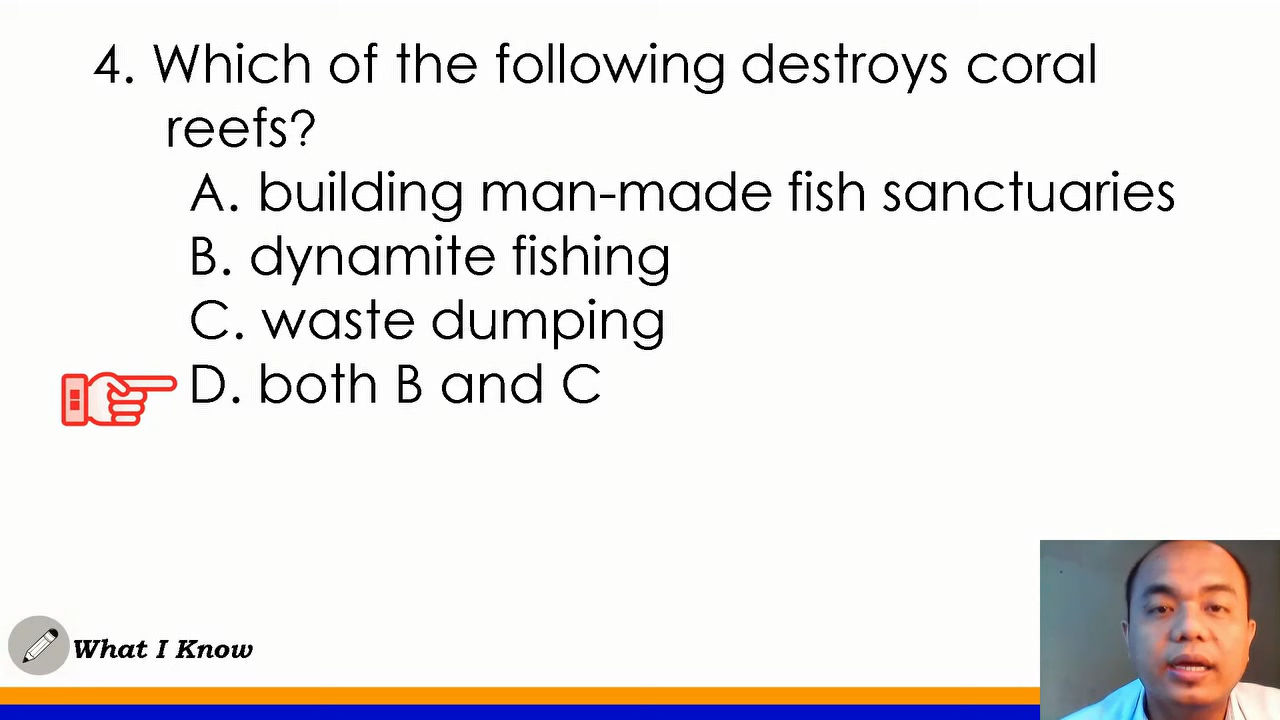 4. Which of the following destroys coral
reefs?
A. building man-made fish sanctuaries
B. dynamite fishing
C. waste dumping
D. both B and C
What I Know